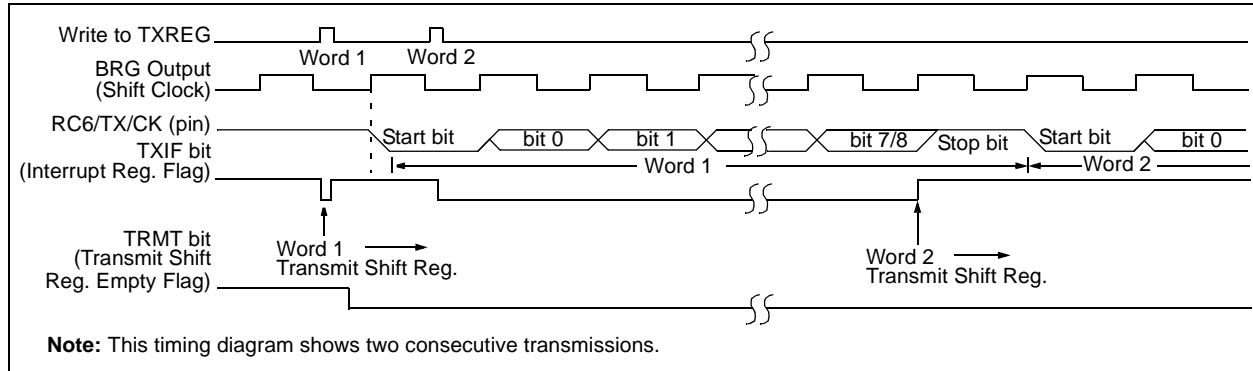 Write to TXREG
Word 1
Word 2
BRG Output
(Shift Clock)
RC6/TX/CK (pin)
Start bit
bit 0
bit 1
bit 7/8
Stop bit
Start bit
bit 0
TXIF bit
(Interrupt Reg. Flag)
Word 1
Word 2
Word 1
Transmit Shift Reg.
Word 2
Transmit Shift Reg.
TRMT bit
(Transmit Shift
Reg. Empty Flag)
Note: This timing diagram shows two consecutive transmissions.